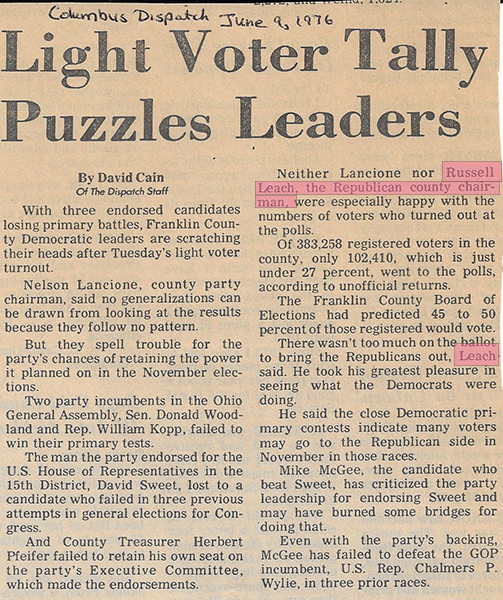 Columbus Dispatch June 9, 1976
Light Voter Tally
Puzzles Leaders
By David Cain
Of The Dispatch Staff
With three endorsed candidates
losing primary battles, Franklin Coun-
ty Democratic leaders are scratching
their heads after Tuesday's light voter
turnout.
Nelson Lancione, county party
chairman, said no generalizations can
be drawn from looking at the results
because they follow no pattern.
But they spell trouble for the
party's chances of retaining the power
it planned on in the November elec-
tions.
Two party incumbents in the Ohio
General Assembly, Sen. Donald Wood-
land and Rep. William Kopp, failed to
win their primary tests.
The man the party endorsed for the
U.S. House of Representatives in the
15th District, David Sweet, lost to a
candidate who failed in three previous
attempts in general elections for Con-
gress.
And County Treasurer Herbert
Pfeifer failed to retain his own seat on
the party's Executive Committee,
which made the endorsements.
Neither Lancione nor Russell
Leach, the Republican county chair-
man, were especially happy with the
numbers of voters who turned out at
the polls.
Of 383,258 registered voters in the
county, only 102,410, which is just
under 27 percent, went to the polls,
according to unofficial returns.
The Franklin County Board of
Elections had predicted 45 to 50
percent of those registered would vote.
There wasn't too much on the ballot
to bring the Republicans out, Leach
said. He took his greatest pleasure in
seeing what the Democrats were
doing.
He said the close Democratic pri-
mary contests indicate many voters
may go to the Republican side in
November in those races.
Mike McGee, the candidate who
beat Sweet, has criticized the party
leadership for endorsing Sweet and
may have burned some bridges for
doing that.
Even with the party's backing,
McGee has failed to defeat the GOP
incumbent, U.S. Rep. Chalmers P.
Wylie, in three prior races.